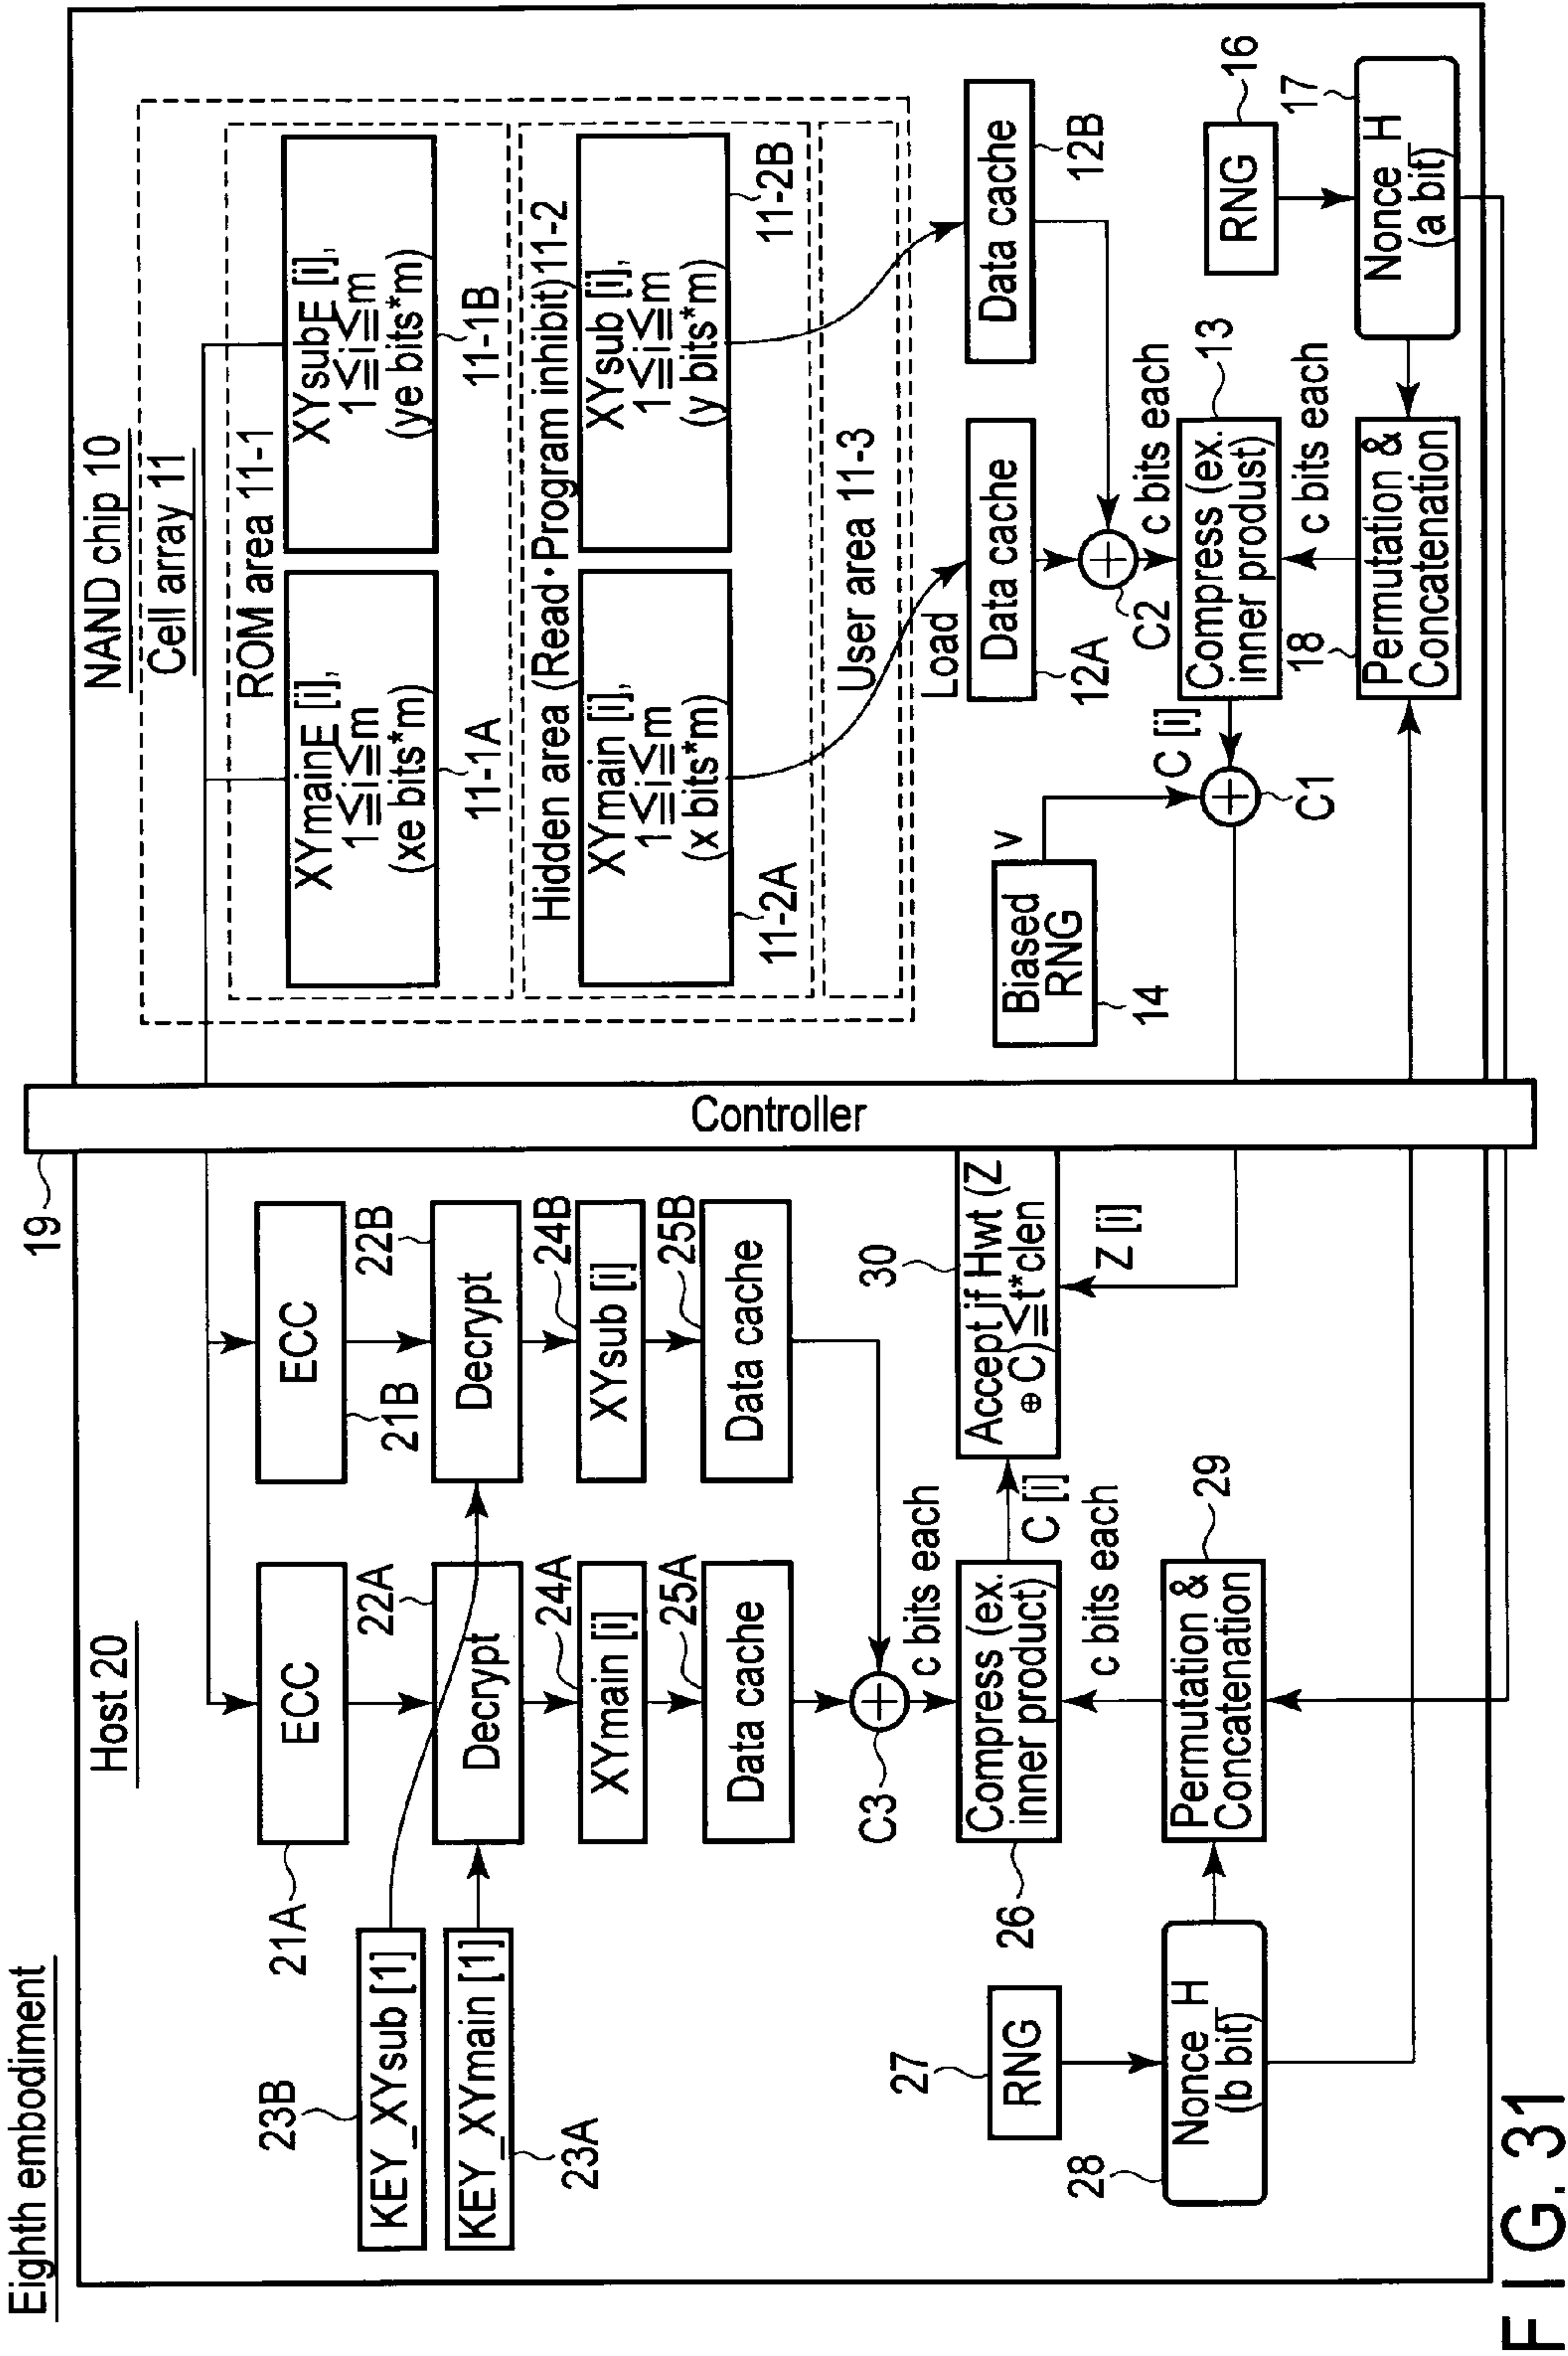 Eighth embodiment
Host 20
19
21A
ECC
21B
ECC
23B
KEY_XYsub [1]
KEY_XYmain [1]
23A
22A
Decrypt
22B
Decrypt
24A
XYmain [i]
24B
XYsub [i]
25A
Data cache
25B
Data cache
C3
c bits each
26
Compress (ex.
inner product)
C [i]
c bits each
30
Accept if Hwt (Z
⊕ C)≦t*clen
Z [i]
27
RNG
28
Nonce H
(b bit)
29
Permutation &
Concatenation
Controller
NAND chip 10
Cell array 11
ROM area 11-1
XYmainE [i],
1≦i≦m
(xe bits*m)
11-1A
XYsubE [i],
1≦i≦m
(ye bits*m)
11-1B
Hidden area (Read・Program inhibit)11-2
XYmain [i],
1≦i≦m
(x bits*m)
11-2A
XYsub [i],
1≦i≦m
(y bits*m)
11-2B
User area 11-3
Load
Data cache
12A
Data cache
12B
C2
c bits each
Biased
RNG
14
v
C [i]
C1
Compress (ex.
inner produst)
13
18
c bits each
Permutation &
Concatenation
RNG
16
17
Nonce H
(a bit)
FIG. 31